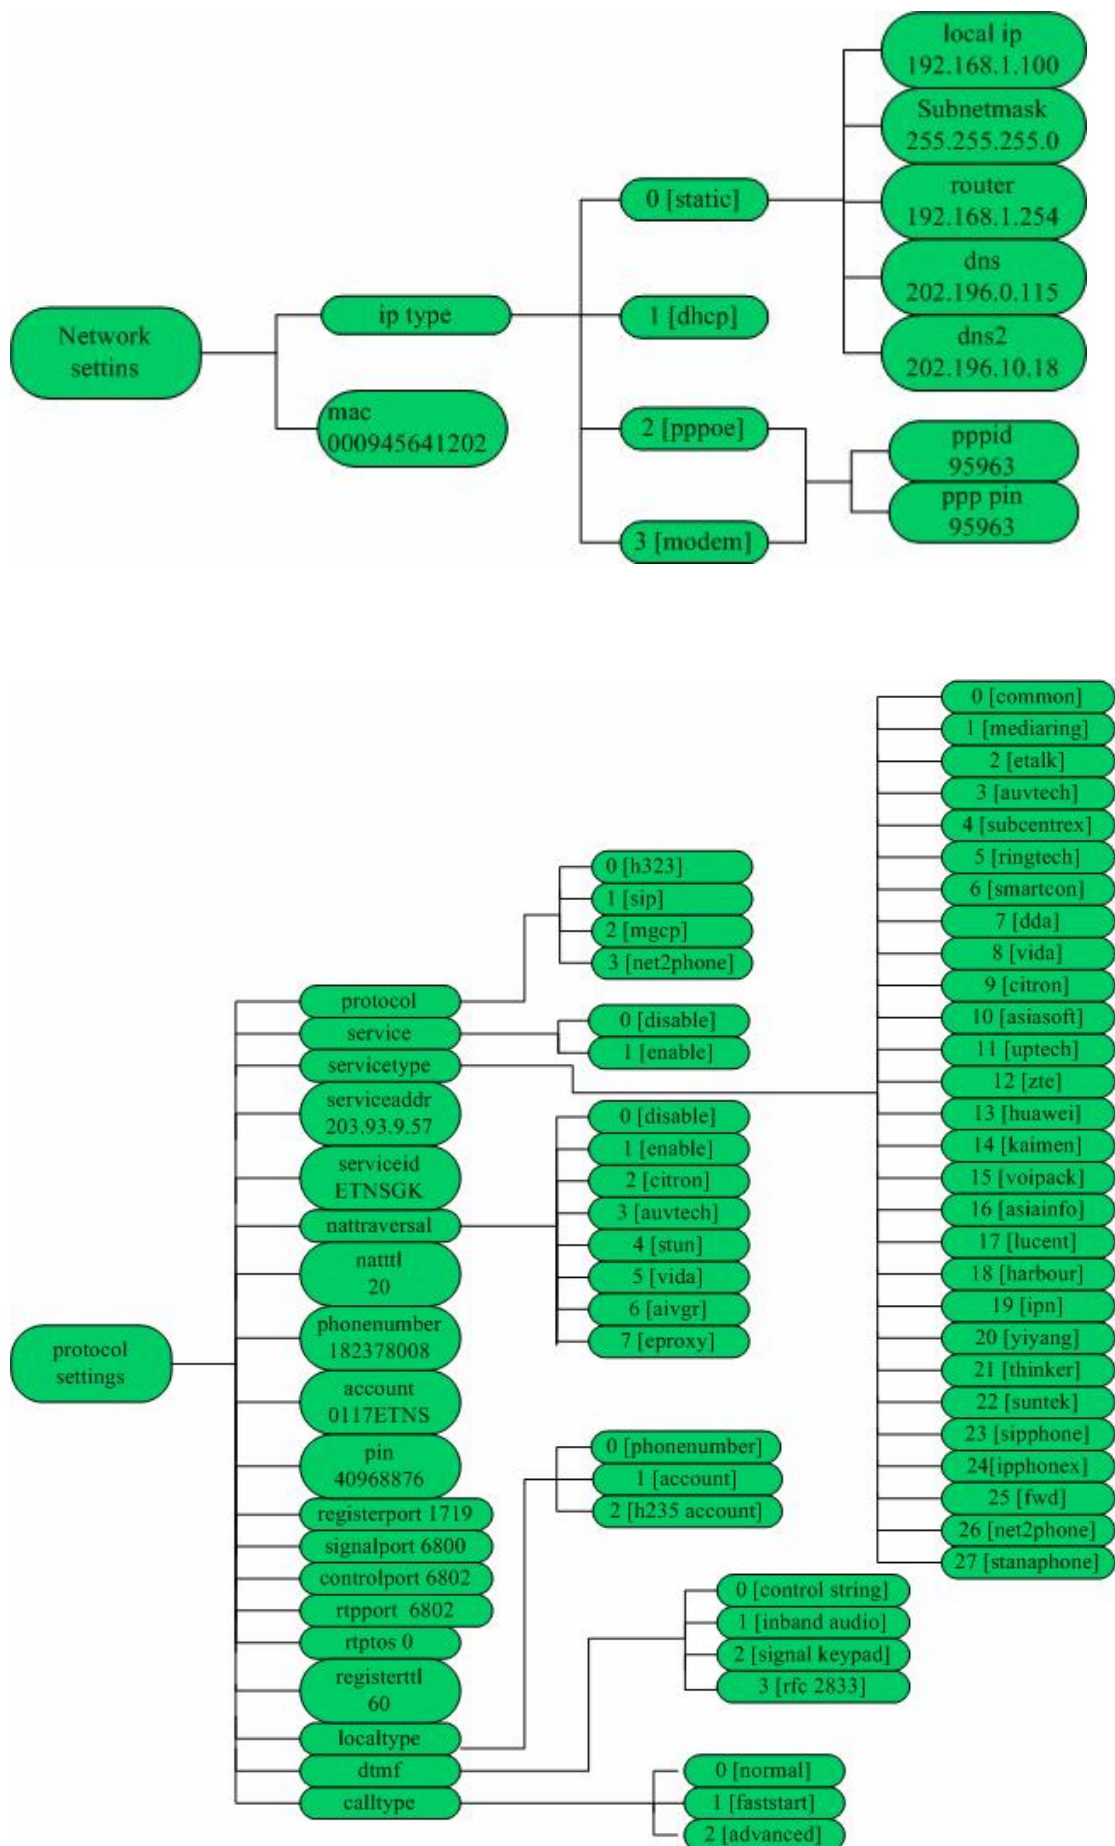 Network
settins
ip type
mac
000945641202
0 [static]
1 [dhcp]
2 [pppoe]
3 [modem]
local ip
192.168.1.100
Subnetmask
255.255.255.0
router
192.168.1.254
dns
202.196.0.115
dns2
202.196.10.18
pppid
95963
ppp pin
95963
protocol
settings
protocol
service
servicetype
serviceaddr
203.93.9.57
serviceid
ETNSGK
nattraversal
natttl
20
phonenumber
182378008
account
0117ETNS
pin
40968876
registerport 1719
signalport 6800
controlport 6802
rtpport 6802
rtptos 0
registerttl
60
localtype
dtmf
calltype
0 [h323]
1 [sip]
2 [mgcp]
3 [net2phone]
0 [disable]
1 [enable]
0 [disable]
1 [enable]
2 [citron]
3 [auvtech]
4 [stun]
5 [vida]
6 [aivgr]
7 [eproxy]
0 [phonenumber]
1 [account]
2 [h235 account]
0 [control string]
1 [inband audio]
2 [signal keypad]
3 [rfc 2833]
0 [normal]
1 [faststart]
2 [advanced]
0 [common]
1 [mediaring]
2 [etalk]
3 [auvtech]
4 [subcentrex]
5 [ringtech]
6 [smartcon]
7 [dda]
8 [vida]
9 [citron]
10 [asiasoft]
11 [uptech]
12 [zte]
13 [huawei]
14 [kaimen]
15 [voipack]
16 [asiainfo]
17 [lucent]
18 [harbour]
19 [ipn]
20 [yiyang]
21 [thinker]
22 [suntek]
23 [sipphone]
24[ipphonex]
25 [fwd]
26 [net2phone]
27 [stanaphone]